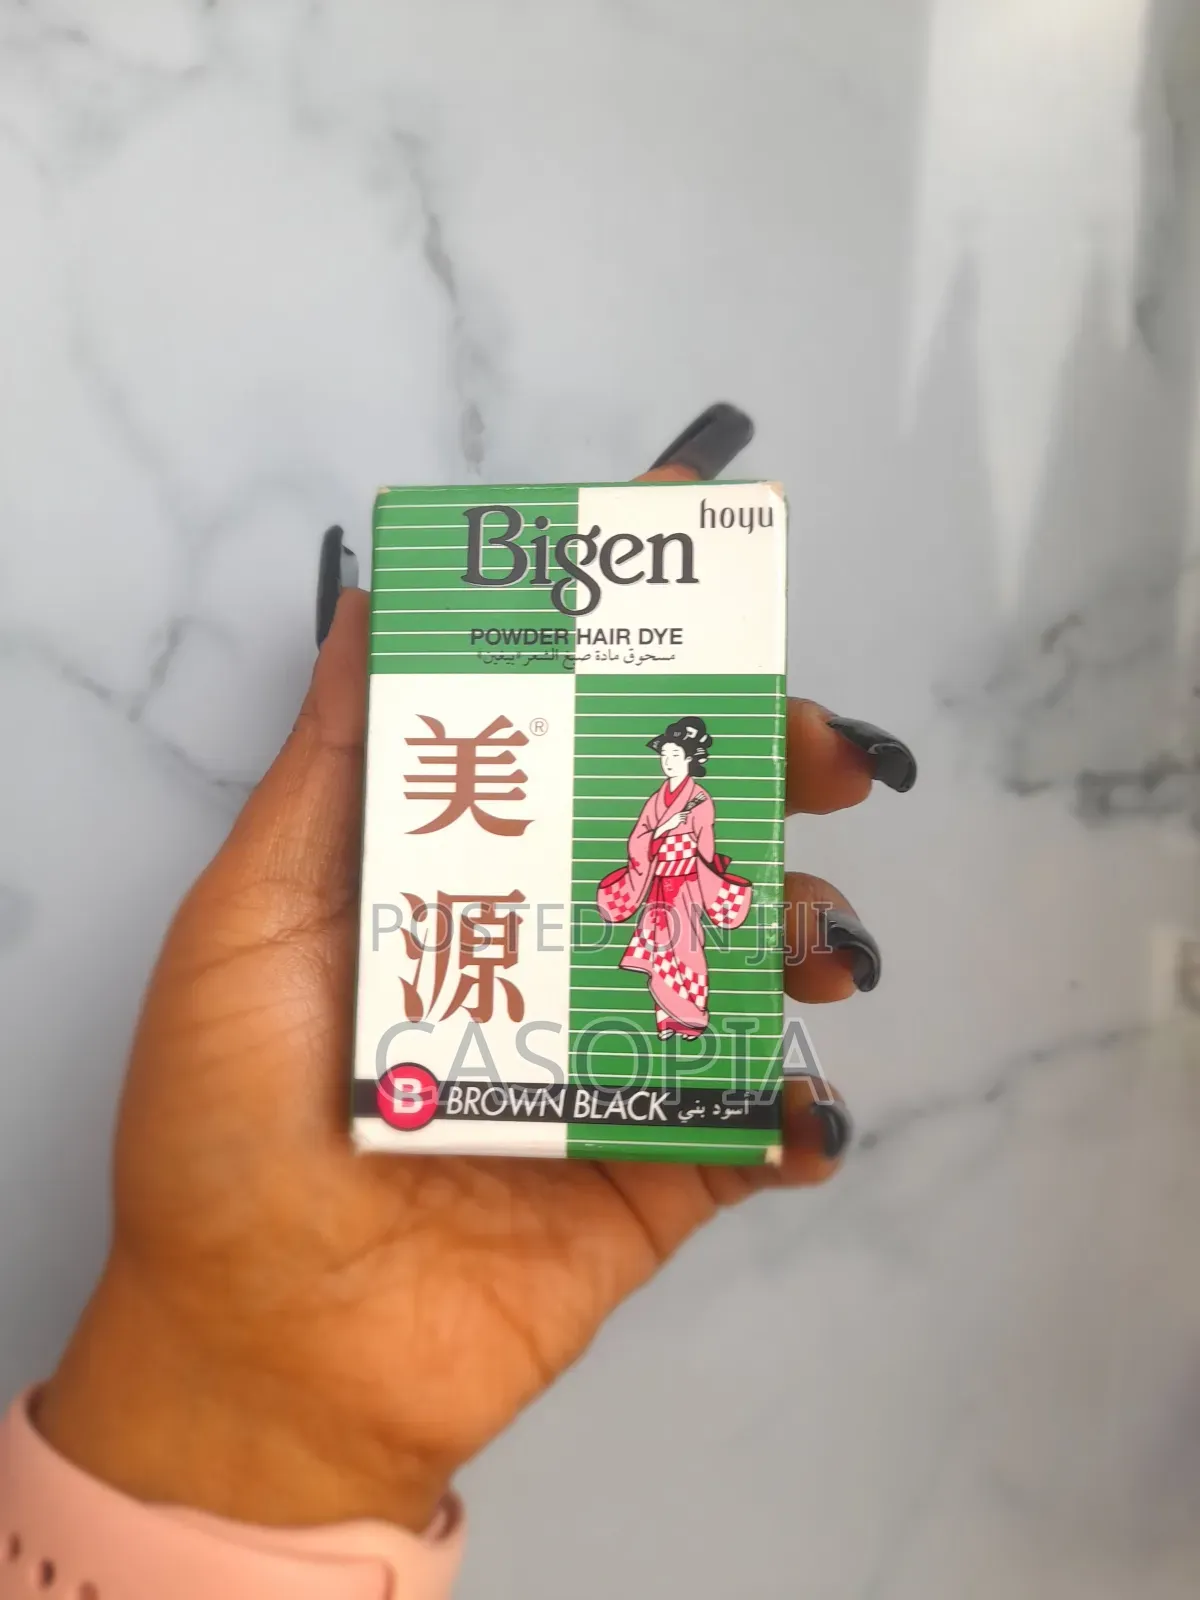 Bigen
hoyu
POWDER HAIR DYE
مسحوق مادة صبغ الشعر «بيغين»
美®
源
POSTED ON JIJI
CASOPIA
B BROWN BLACK أسود بني